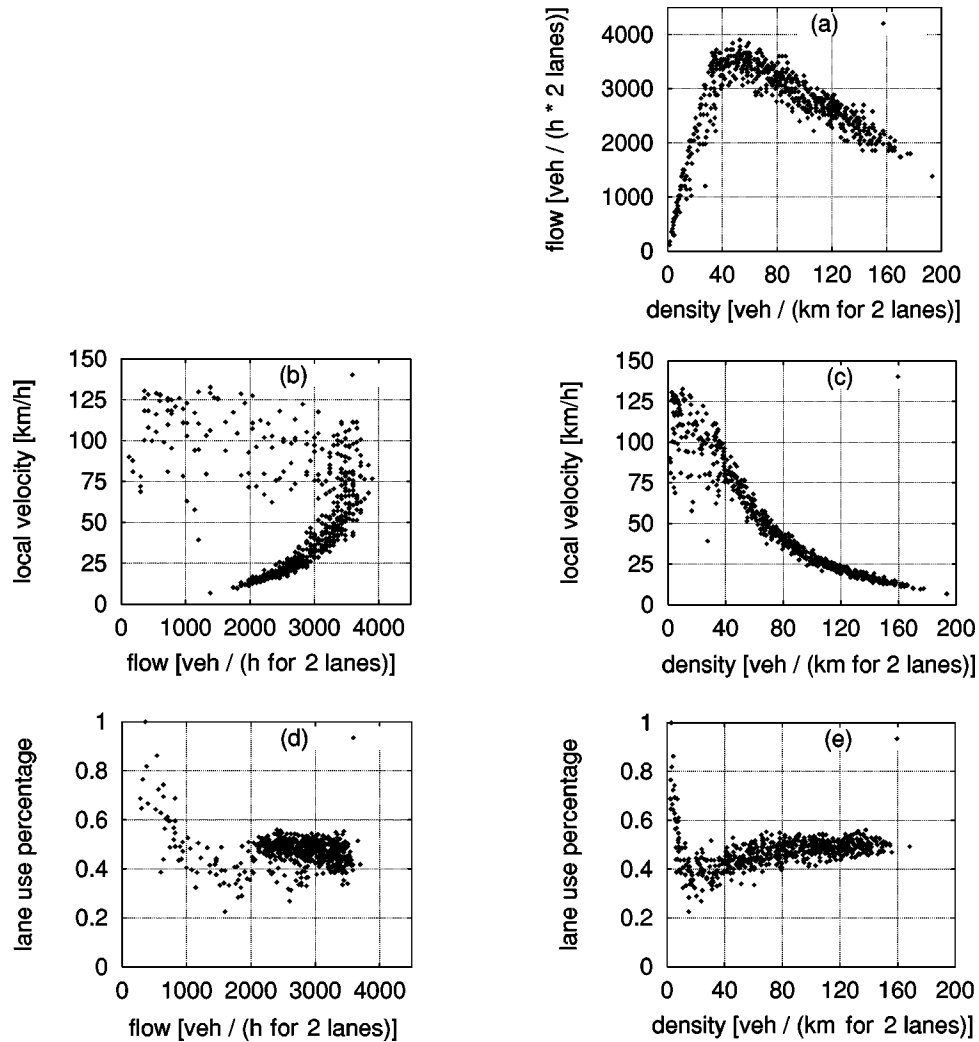 (a)
flow [veh / (h * 2 lanes)]
4000
3000
2000
1000
0
0 40 80 120 160 200
density [veh / (km for 2 lanes)]
(b)
local velocity [km/h]
150
125
100
75
50
25
0
0 1000 2000 3000 4000
flow [veh / (h for 2 lanes)]
(c)
local velocity [km/h]
150
125
100
75
50
25
0
0 40 80 120 160 200
density [veh / (km for 2 lanes)]
(d)
lane use percentage
1
0.8
0.6
0.4
0.2
0
0 1000 2000 3000 4000
flow [veh / (h for 2 lanes)]
(e)
lane use percentage
1
0.8
0.6
0.4
0.2
0
0 40 80 120 160 200
density [veh / (km for 2 lanes)]